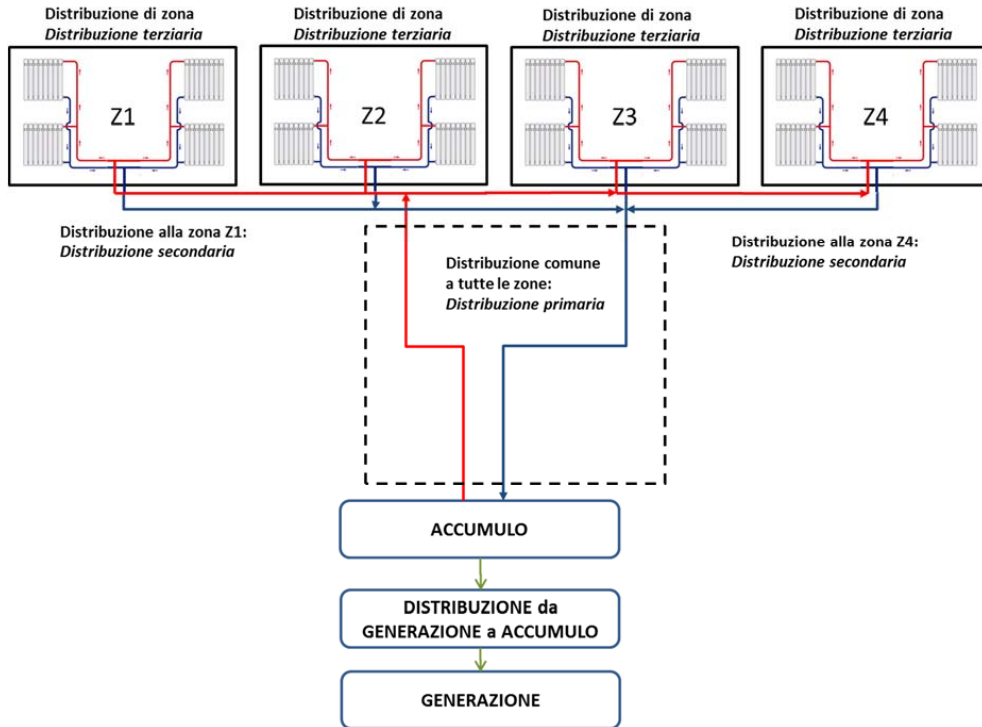 Distribuzione di zona
Distribuzione terziaria
Distribuzione di zona
Distribuzione terziaria
Distribuzione di zona
Distribuzione terziaria
Distribuzione di zona
Distribuzione terziaria
Z1
Z2
Z3
Z4
Distribuzione alla zona Z1:
Distribuzione secondaria
Distribuzione comune
a tutte le zone:
Distribuzione primaria
Distribuzione alla zona Z4:
Distribuzione secondaria
ACCUMULO
DISTRIBUZIONE da
GENERAZIONE a ACCUMULO
GENERAZIONE